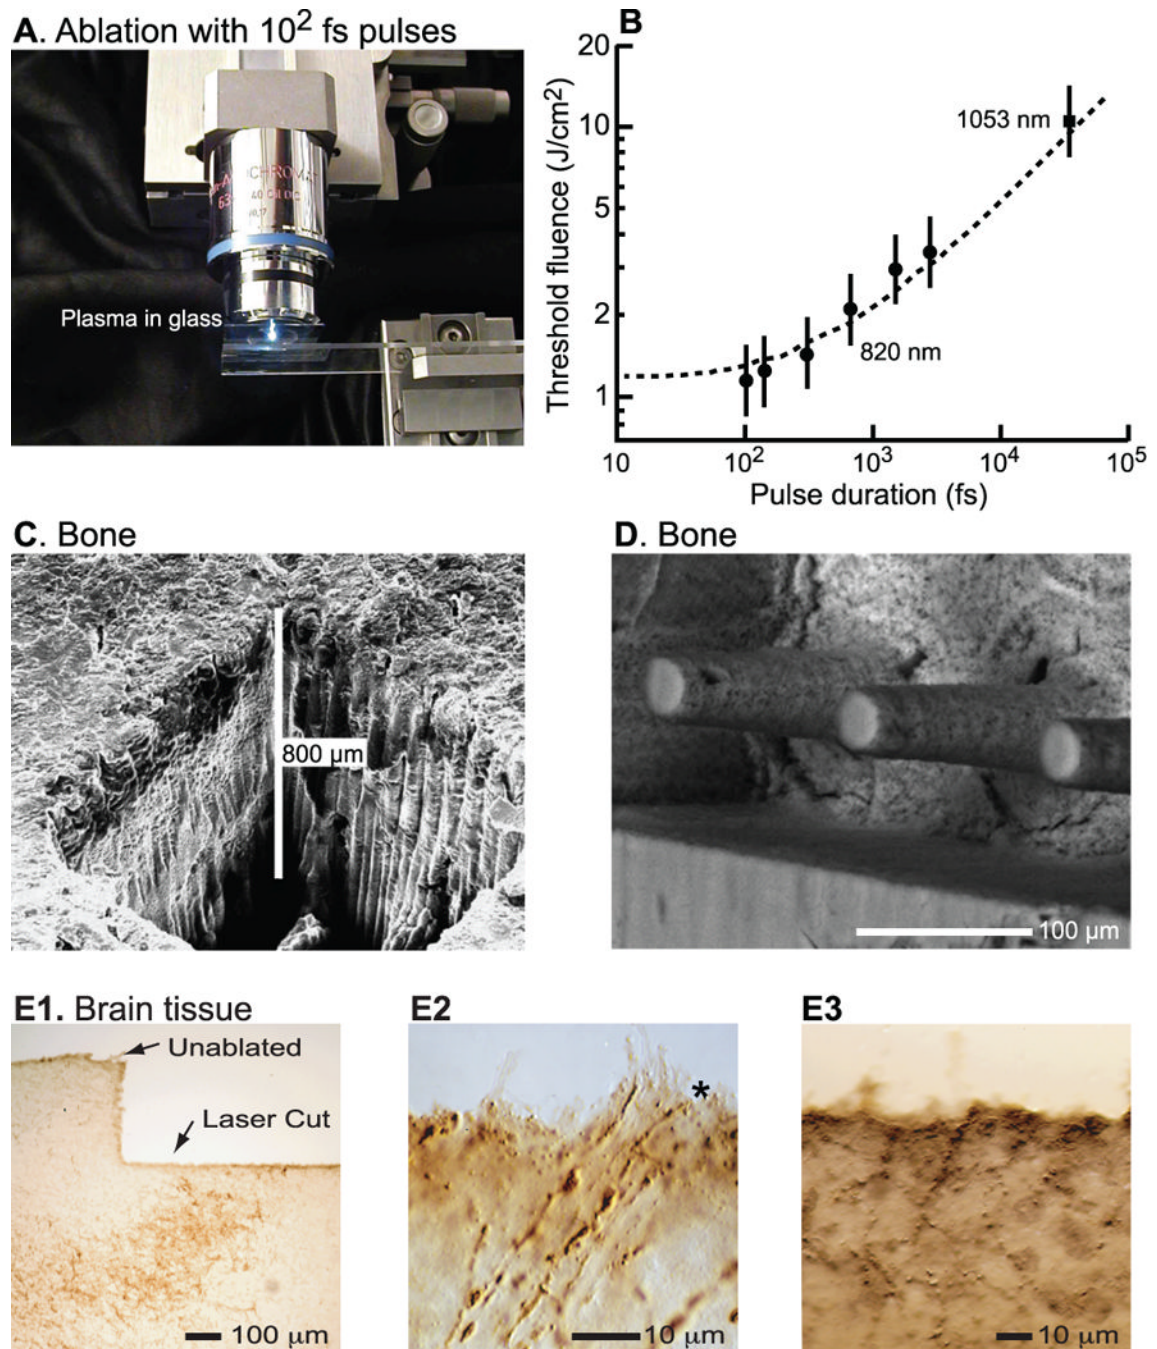 A. Ablation with 10² fs pulses
Plasma in glass
B
Threshold fluence (J/cm²)
20
10
5
2
1
1053 nm
820 nm
10
10²
10³
10⁴
10⁵
Pulse duration (fs)
C. Bone
800 µm
D. Bone
100 µm
E1. Brain tissue
Unablated
Laser Cut
100 µm
E2
*
10 µm
E3
10 µm